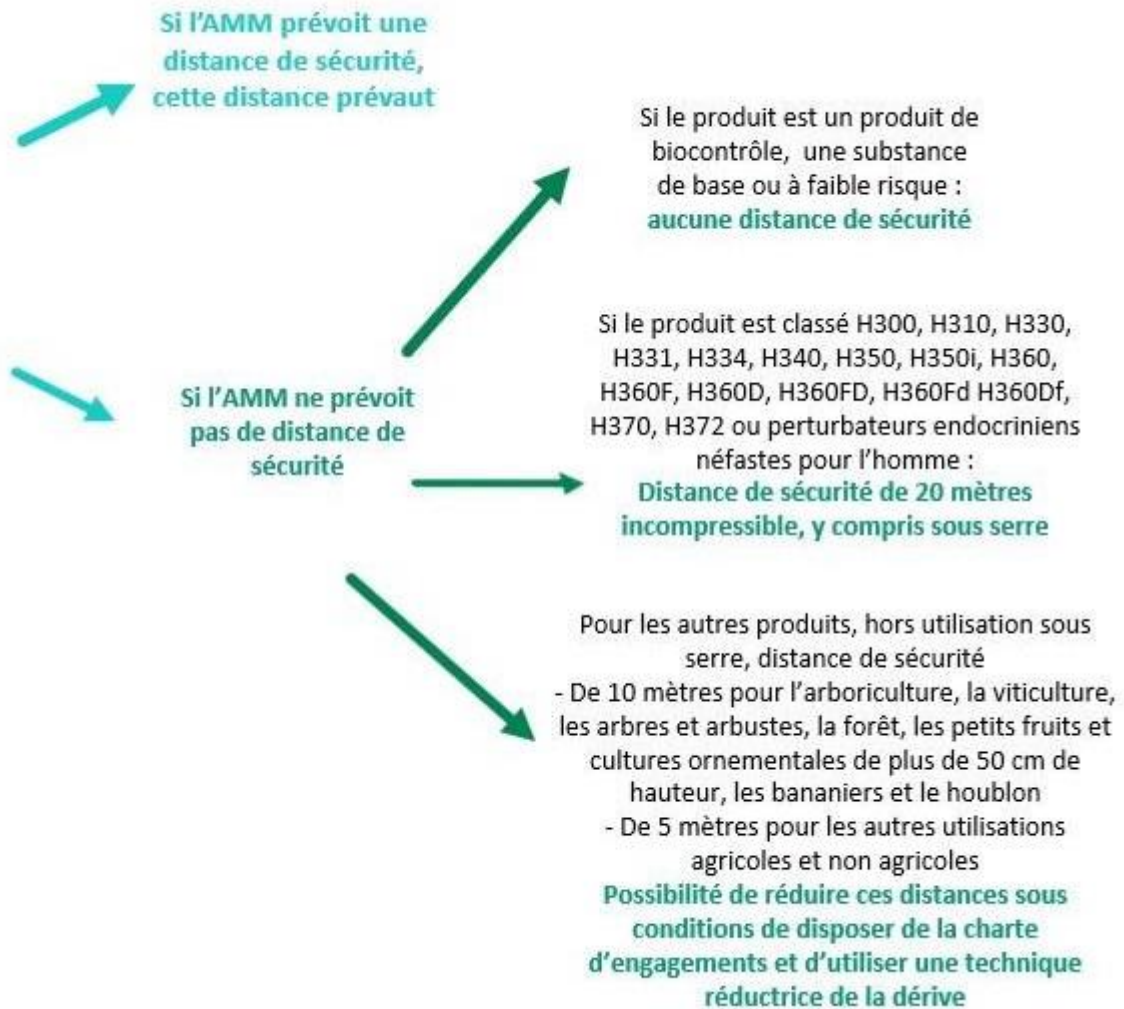 Si l'AMM prévoit une
distance de sécurité,
cette distance prévaut
Si le produit est un produit de
biocontrôle, une substance
de base ou à faible risque :
aucune distance de sécurité
Si l'AMM ne prévoit
pas de distance de
sécurité
Si le produit est classé H300, H310, H330,
H331, H334, H340, H350, H350i, H360,
H360F, H360D, H360FD, H360Fd H360Df,
H370, H372 ou perturbateurs endocriniens
néfastes pour l'homme :
Distance de sécurité de 20 mètres
incompressible, y compris sous serre
Pour les autres produits, hors utilisation sous
serre, distance de sécurité
- De 10 mètres pour l'arboriculture, la viticulture,
les arbres et arbustes, la forêt, les petits fruits et
cultures ornementales de plus de 50 cm de
hauteur, les bananiers et le houblon
- De 5 mètres pour les autres utilisations
agricoles et non agricoles
Possibilité de réduire ces distances sous
conditions de disposer de la charte
d'engagements et d'utiliser une technique
réductrice de la dérive